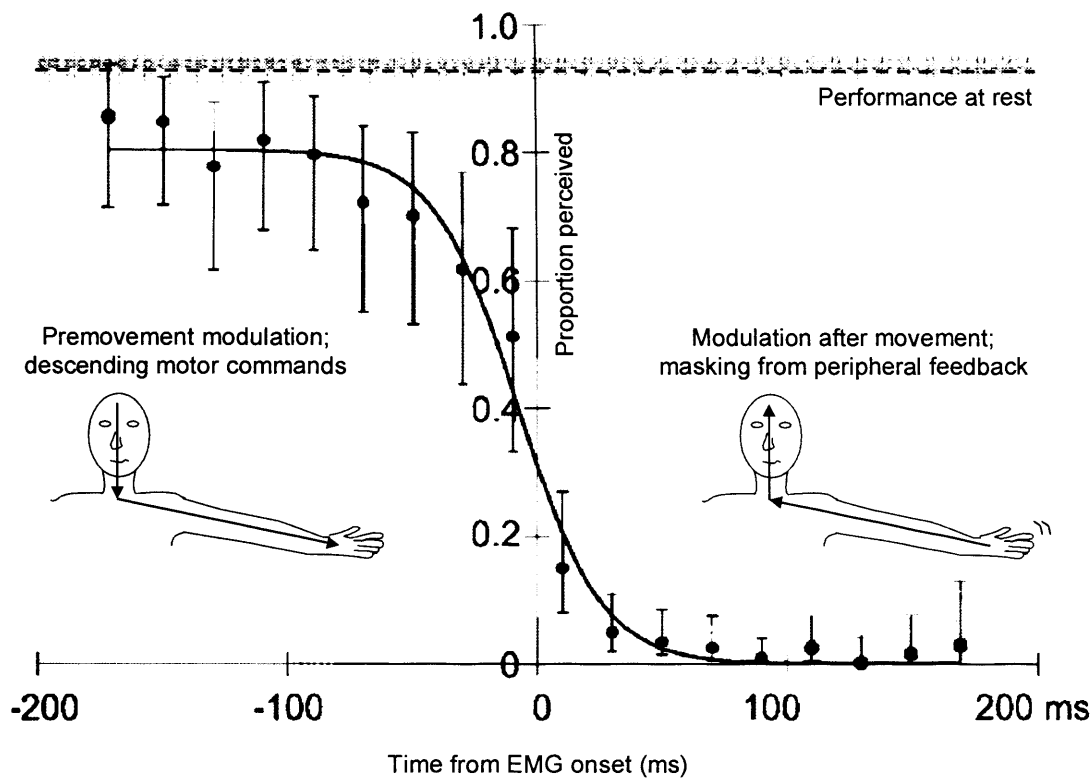 1.0
Performance at rest
0.8
Proportion perceived
0.6
Premovement modulation;
descending motor commands
Modulation after movement;
masking from peripheral feedback
0.4
0.2
0
-200
-100
0
100
200 ms
Time from EMG onset (ms)